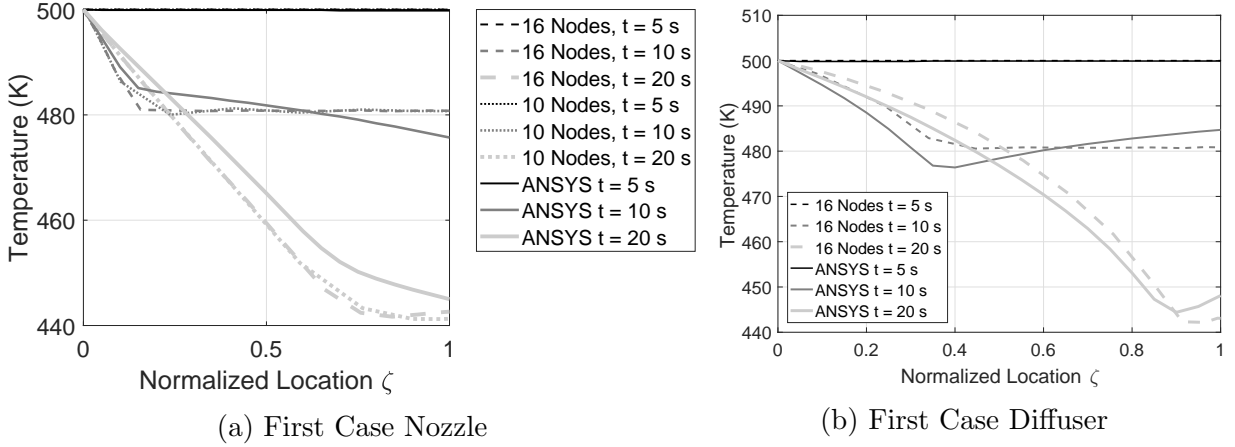 500
480
460
440
Temperature (K)
0
0.5
1
Normalized Location ζ
16 Nodes, t = 5 s
16 Nodes, t = 10 s
16 Nodes, t = 20 s
10 Nodes, t = 5 s
10 Nodes, t = 10 s
10 Nodes, t = 20 s
ANSYS t = 5 s
ANSYS t = 10 s
ANSYS t = 20 s
(a) First Case Nozzle
510
500
490
480
470
460
450
440
Temperature (K)
16 Nodes t = 5 s
16 Nodes t = 10 s
16 Nodes t = 20 s
ANSYS t = 5 s
ANSYS t = 10 s
ANSYS t = 20 s
0
0.2
0.4
0.6
0.8
1
Normalized Location ζ
(b) First Case Diffuser